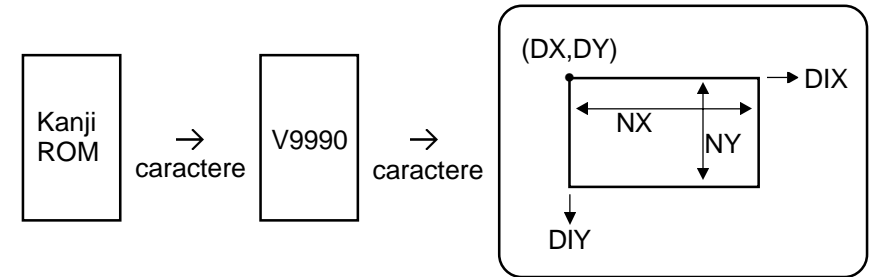 Kanji
ROM
caractere
V9990
caractere
(DX,DY)
DIX
NX
NY
DIY